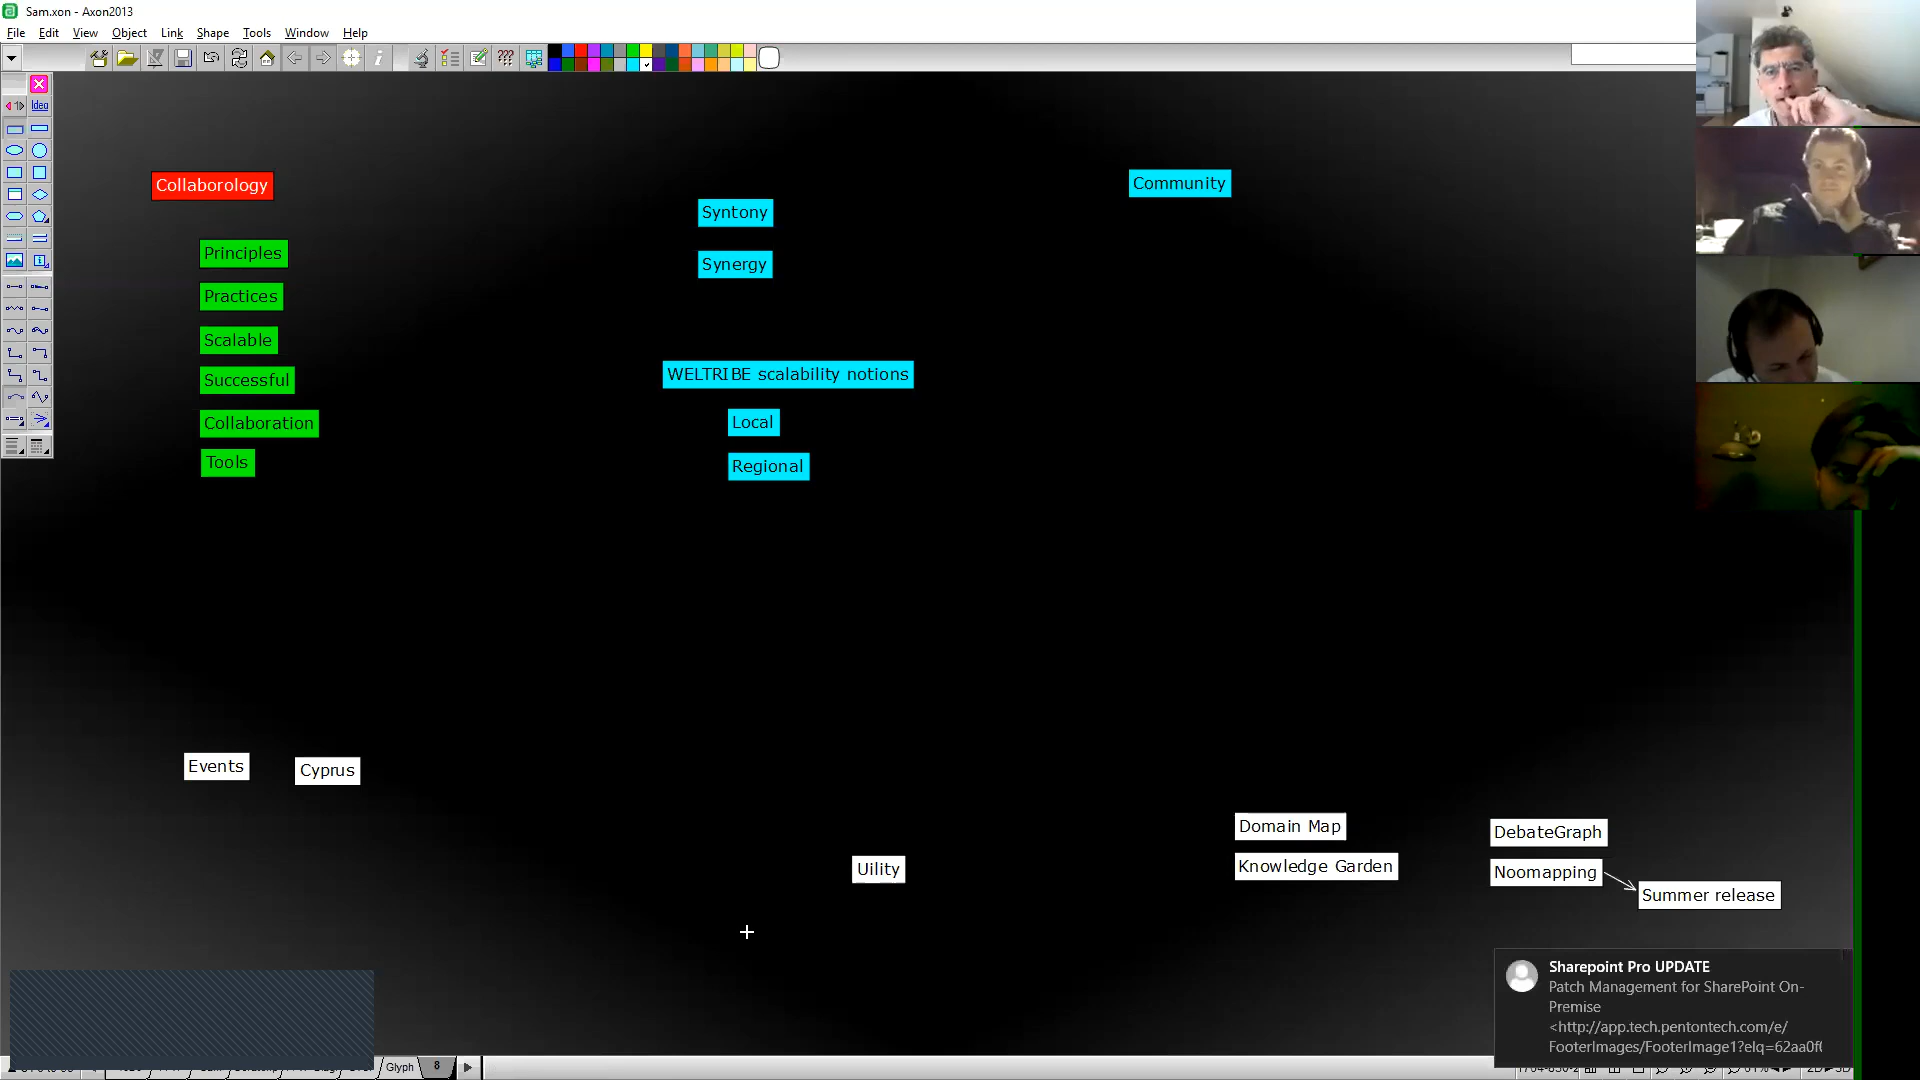 Sam.xon - Axon2013
File Edit View Object Link Shape Tools Window Help
Idea
Collaborology
Community
Syntony
Principles
Synergy
Practices
Scalable
WELTRIBE scalability notions
Successful
Local
Collaboration
Tools
Regional
Events
Cyprus
Domain Map
DebateGraph
Uility
Knowledge Garden
Noomapping
Summer release
Sharepoint Pro UPDATE
Patch Management for SharePoint On-
Premise
<http://app.tech.pentontech.com/e/
FooterImages/FooterImage1?elq=62aa0f
Glyph 8